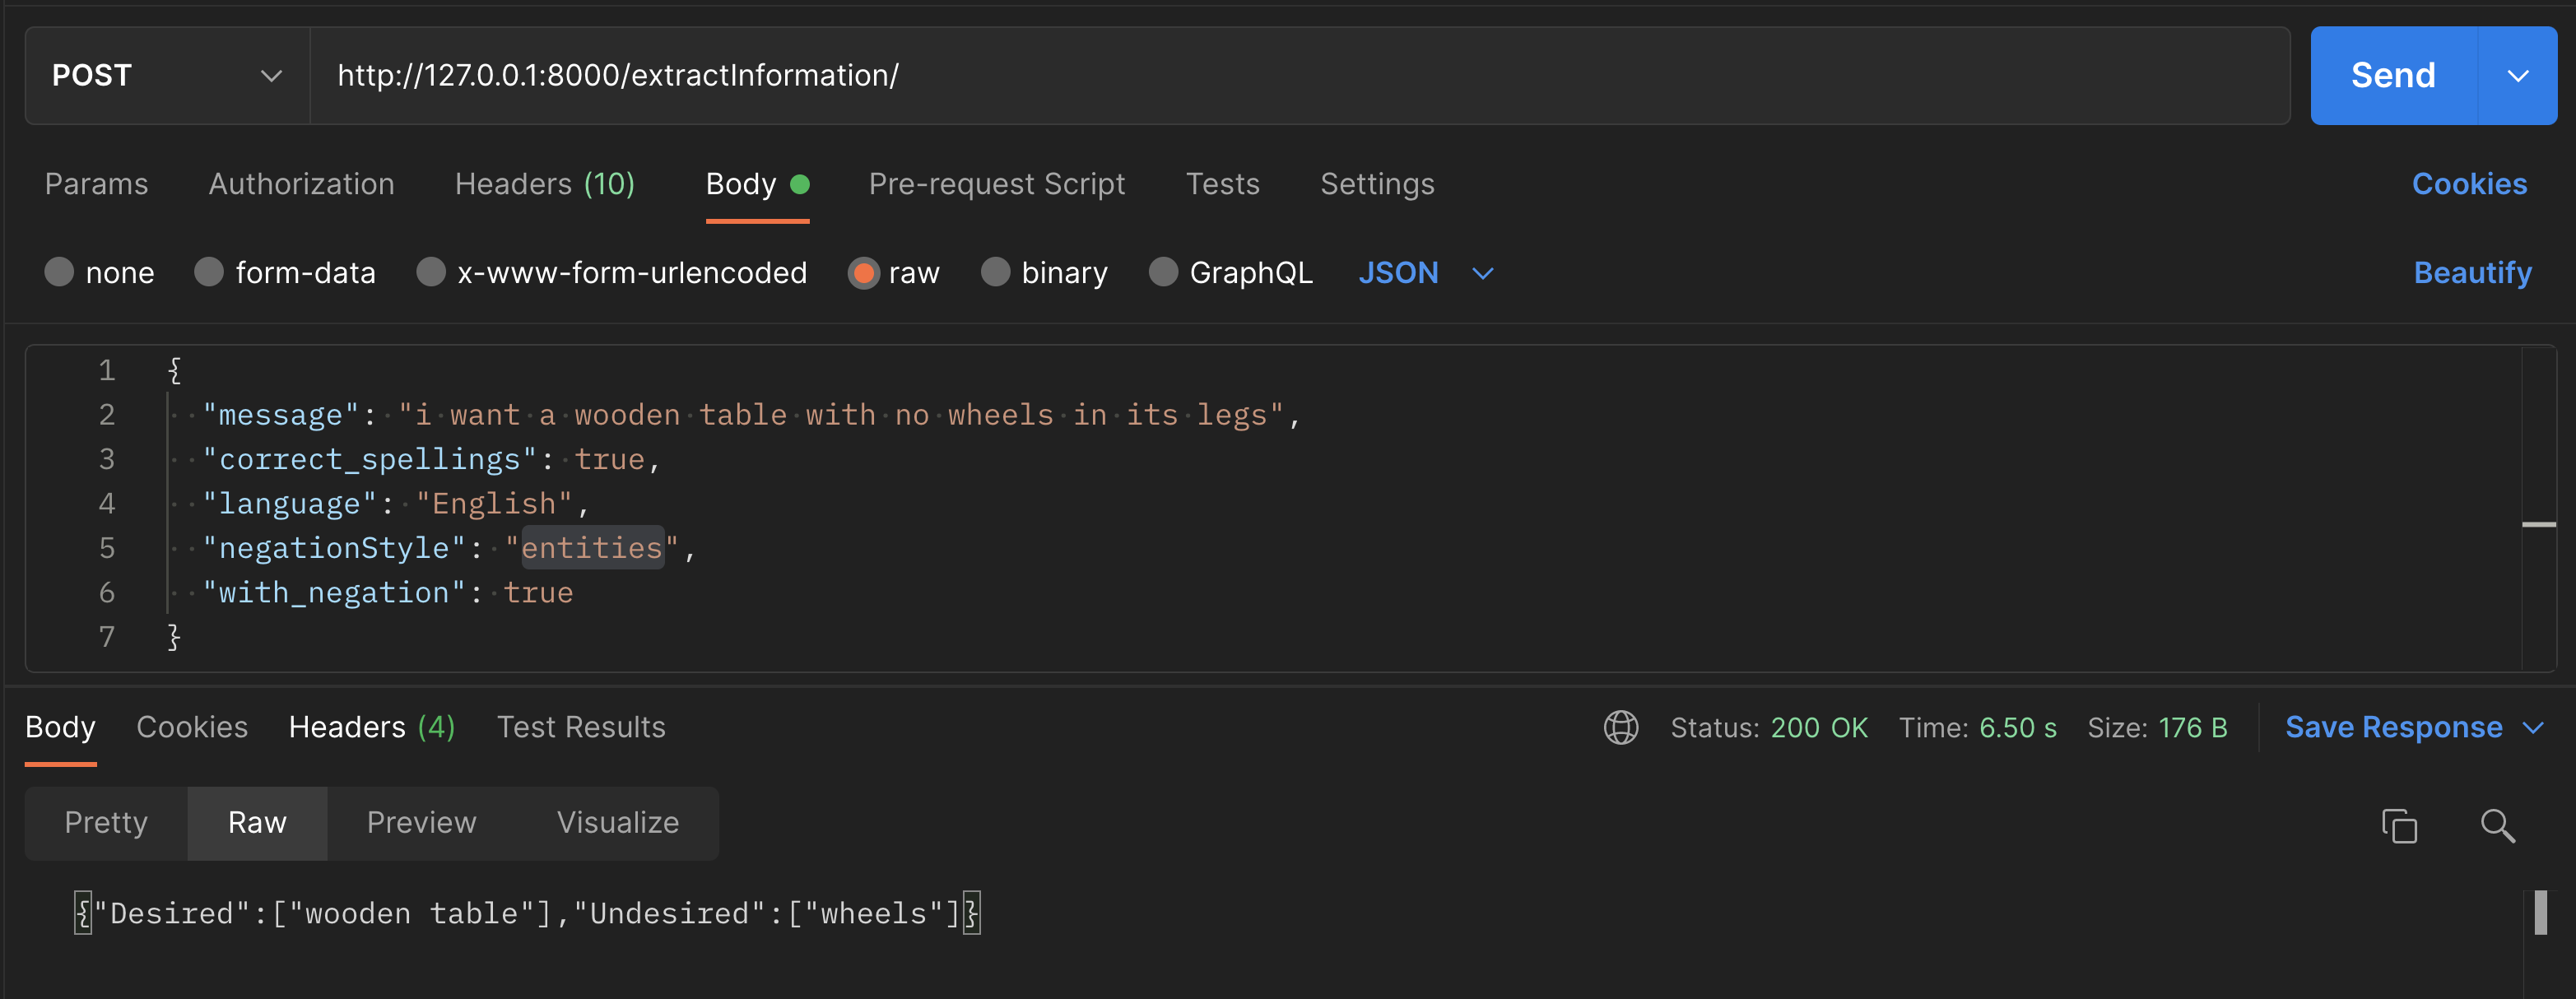 POST http://127.0.0.1:8000/extractInformation/ Send
Params Authorization Headers (10) Body Pre-request Script Tests Settings Cookies
none form-data x-www-form-urlencoded raw binary GraphQL JSON Beautify
1 {
2 "message": "i want a wooden table with no wheels in its legs",
3 "correct_spellings": true,
4 "language": "English",
5 "negationStyle": "entities",
6 "with_negation": true
7 }
Body Cookies Headers (4) Test Results Status: 200 OK Time: 6.50 s Size: 176 B Save Response
Pretty Raw Preview Visualize
{"Desired":["wooden table"],"Undesired":["wheels"]}